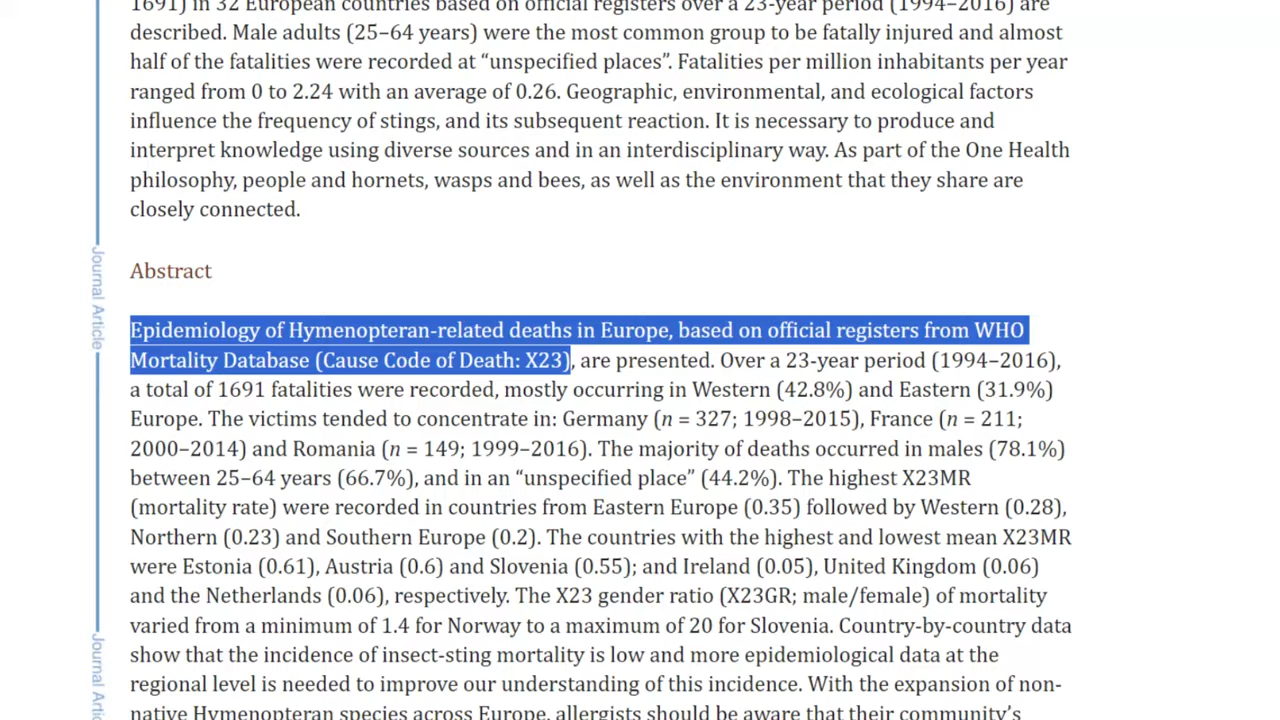 1691) in 32 European countries based on official registers over a 23-year period (1994–2016) are
described. Male adults (25–64 years) were the most common group to be fatally injured and almost
half of the fatalities were recorded at “unspecified places”. Fatalities per million inhabitants per year
ranged from 0 to 2.24 with an average of 0.26. Geographic, environmental, and ecological factors
influence the frequency of stings, and its subsequent reaction. It is necessary to produce and
interpret knowledge using diverse sources and in an interdisciplinary way. As part of the One Health
philosophy, people and hornets, wasps and bees, as well as the environment that they share are
closely connected.
Journal Article
Abstract
Epidemiology of Hymenopteran-related deaths in Europe, based on official registers from WHO
Mortality Database (Cause Code of Death: X23), are presented. Over a 23-year period (1994–2016),
a total of 1691 fatalities were recorded, mostly occurring in Western (42.8%) and Eastern (31.9%)
Europe. The victims tended to concentrate in: Germany (n = 327; 1998–2015), France (n = 211;
2000–2014) and Romania (n = 149; 1999–2016). The majority of deaths occurred in males (78.1%)
between 25–64 years (66.7%), and in an “unspecified place” (44.2%). The highest X23MR
(mortality rate) were recorded in countries from Eastern Europe (0.35) followed by Western (0.28),
Northern (0.23) and Southern Europe (0.2). The countries with the highest and lowest mean X23MR
were Estonia (0.61), Austria (0.6) and Slovenia (0.55); and Ireland (0.05), United Kingdom (0.06)
and the Netherlands (0.06), respectively. The X23 gender ratio (X23GR; male/female) of mortality
varied from a minimum of 1.4 for Norway to a maximum of 20 for Slovenia. Country-by-country data
show that the incidence of insect-sting mortality is low and more epidemiological data at the
regional level is needed to improve our understanding of this incidence. With the expansion of non-
native Hymenopteran species across Europe, allergists should be aware that their community’s
Journal Artic